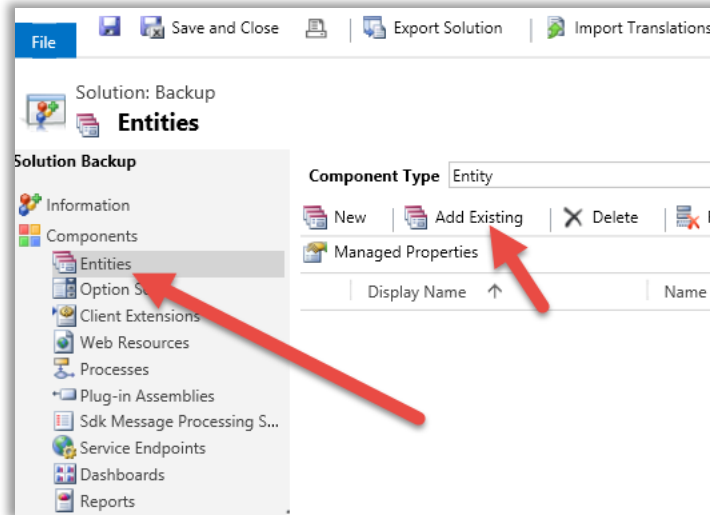 File
Save and Close
Export Solution
Import Translations
Solution: Backup
Entities
Solution Backup
Information
Components
Entities
Option
Client Extensions
Web Resources
Processes
Plug-in Assemblies
Sdk Message Processing S...
Service Endpoints
Dashboards
Reports
Component Type Entity
New Add Existing Delete
Managed Properties
Display Name Name